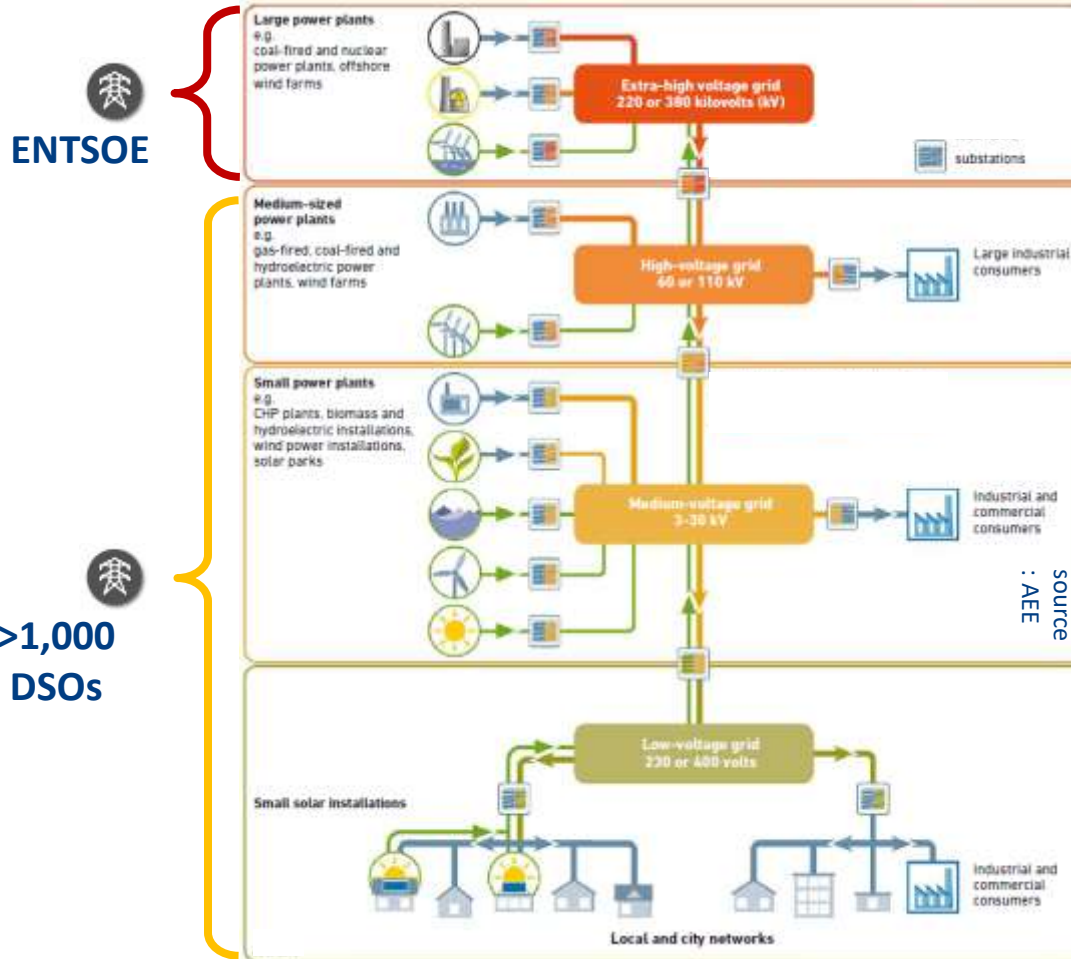 ENTSOE
Large power plants
e.g.
coal-fired and nuclear
power plants, offshore
wind farms
Extra-high voltage grid
220 or 380 kilovolts (kV)
substations
Medium-sized
power plants
e.g.
gas-fired, coal-fired and
hydroelectric power
plants, wind farms
High-voltage grid
60 or 110 kV
Large industrial
consumers
>1,000
DSOs
Small power plants
e.g.
CHP plants, biomass and
hydroelectric installations,
wind power installations,
solar parks
Medium-voltage grid
3-30 kV
Industrial and
commercial
consumers
source
: AEE
Low-voltage grid
230 or 400 volts
Small solar installations
Industrial and
commercial
consumers
Local and city networks